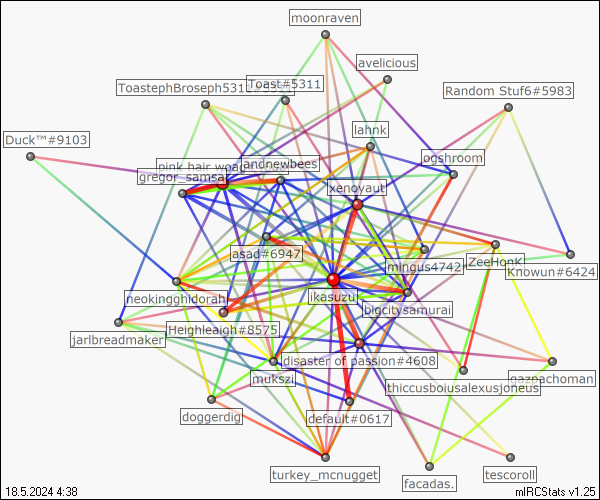 moonraven
avelicious
ToastephBroseph5311#5311
Toast#5311
Random Stuf6#5983
lahnk
Duck™#9103
pink hair
andnewbees
ogshroom
gregor_samsa
xenoyaut
asad#6947
mingus4742
ZeeHonk
Knowun#6424
neokingghidorah
ikasuzu
bigcitysamurai
Heighleaigh#8575
jarlbreadmaker
disaster of passion#4608
gaznachoman
mukszi
thiccusboiusalexusjoneus
doggerdig
default#0617
turkey_mcnugget
facadas.
tescoroll
18.5.2024 4:38
mIRCStats v1.25